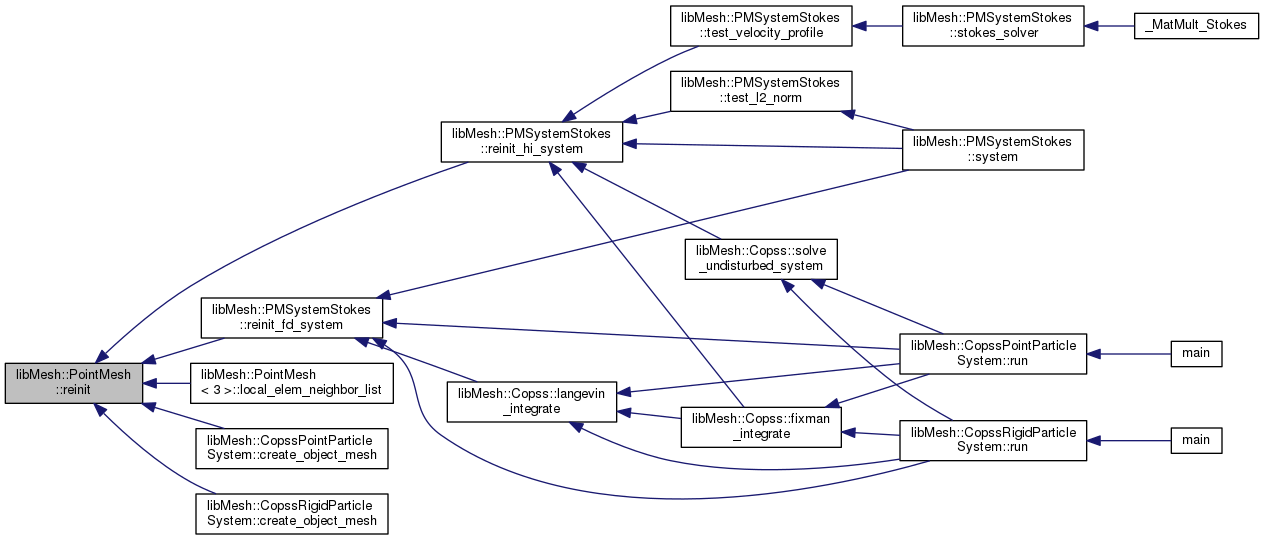 libMesh::PMSystemStokes
::test_velocity_profile
libMesh::PMSystemStokes
::stokes_solver
_MatMult_Stokes
libMesh::PMSystemStokes
::test_l2_norm
libMesh::PMSystemStokes
::reinit_hi_system
libMesh::PMSystemStokes
::system
libMesh::Copss::solve
_undisturbed_system
libMesh::PMSystemStokes
::reinit_fd_system
libMesh::CopssPointParticle
System::run
main
libMesh::PointMesh
::reinit
libMesh::PointMesh
< 3 >::local_elem_neighbor_list
libMesh::Copss::langevin
_integrate
libMesh::Copss::fixman
_integrate
libMesh::CopssRigidParticle
System::run
main
libMesh::CopssPointParticle
System::create_object_mesh
libMesh::CopssRigidParticle
System::create_object_mesh